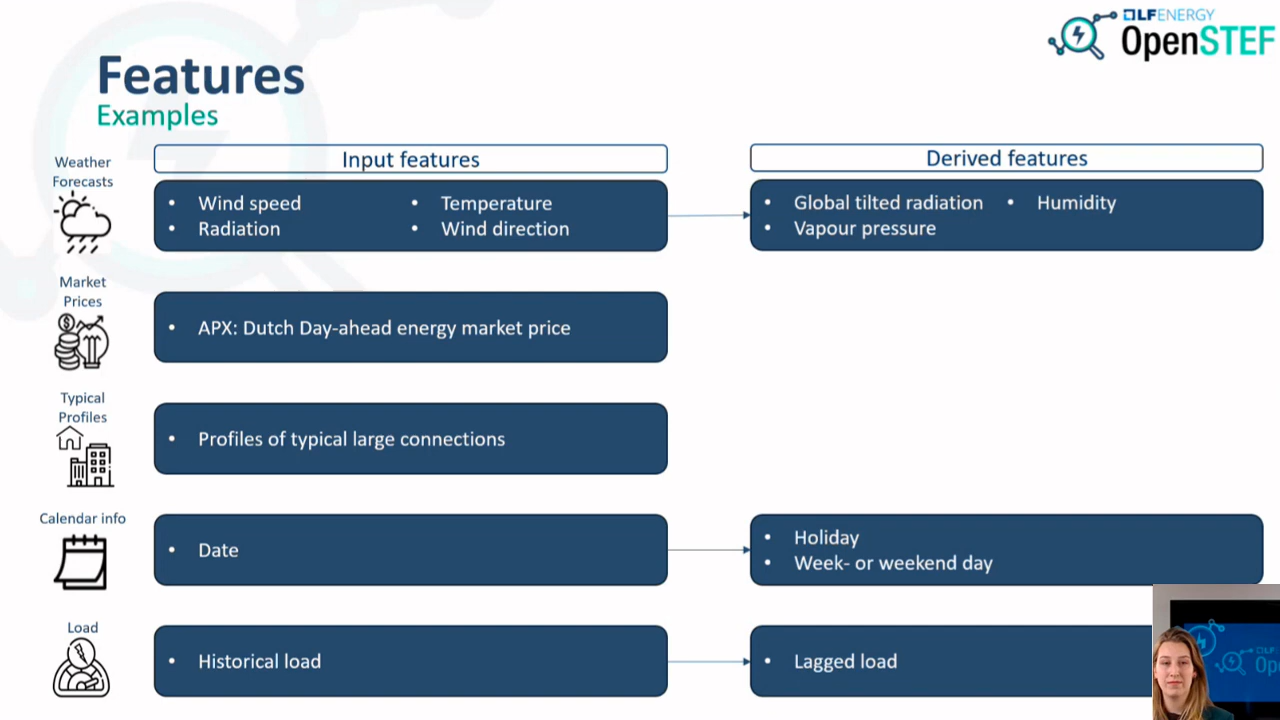 LFENERGY
OpenSTEF
Features
Examples
Weather
Forecasts
Input features
Derived features
• Wind speed
• Radiation
• Temperature
• Wind direction
• Global tilted radiation
• Vapour pressure
• Humidity
Market
Prices
• APX: Dutch Day-ahead energy market price
Typical
Profiles
• Profiles of typical large connections
Calendar info
• Date
• Holiday
• Week- or weekend day
Load
• Historical load
• Lagged load